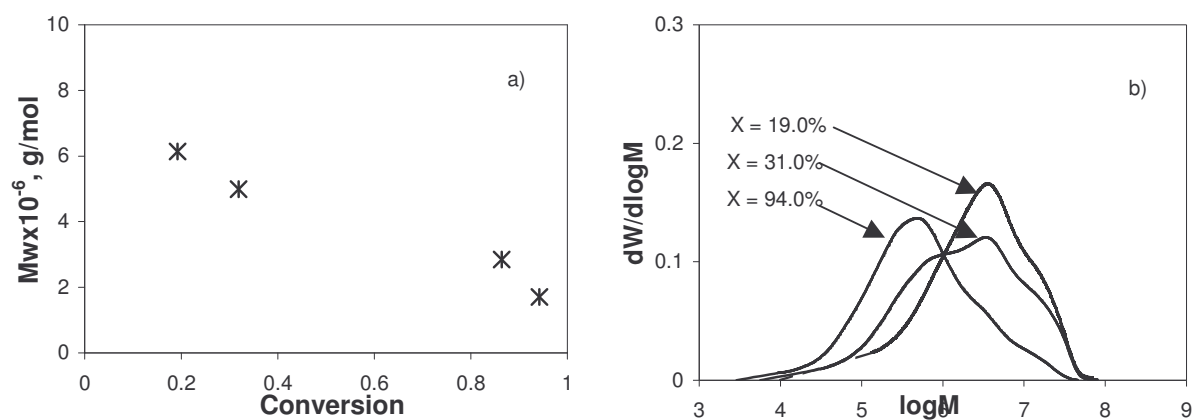 10
8
6
4
2
0
Mwx10⁻⁶, g/mol
a)
0 0.2 0.4 0.6 0.8 1
Conversion
0.3
0.2
0.1
0
dW/dlogM
b)
X = 19.0%
X = 31.0%
X = 94.0%
3 4 5 6 7 8 9
logM